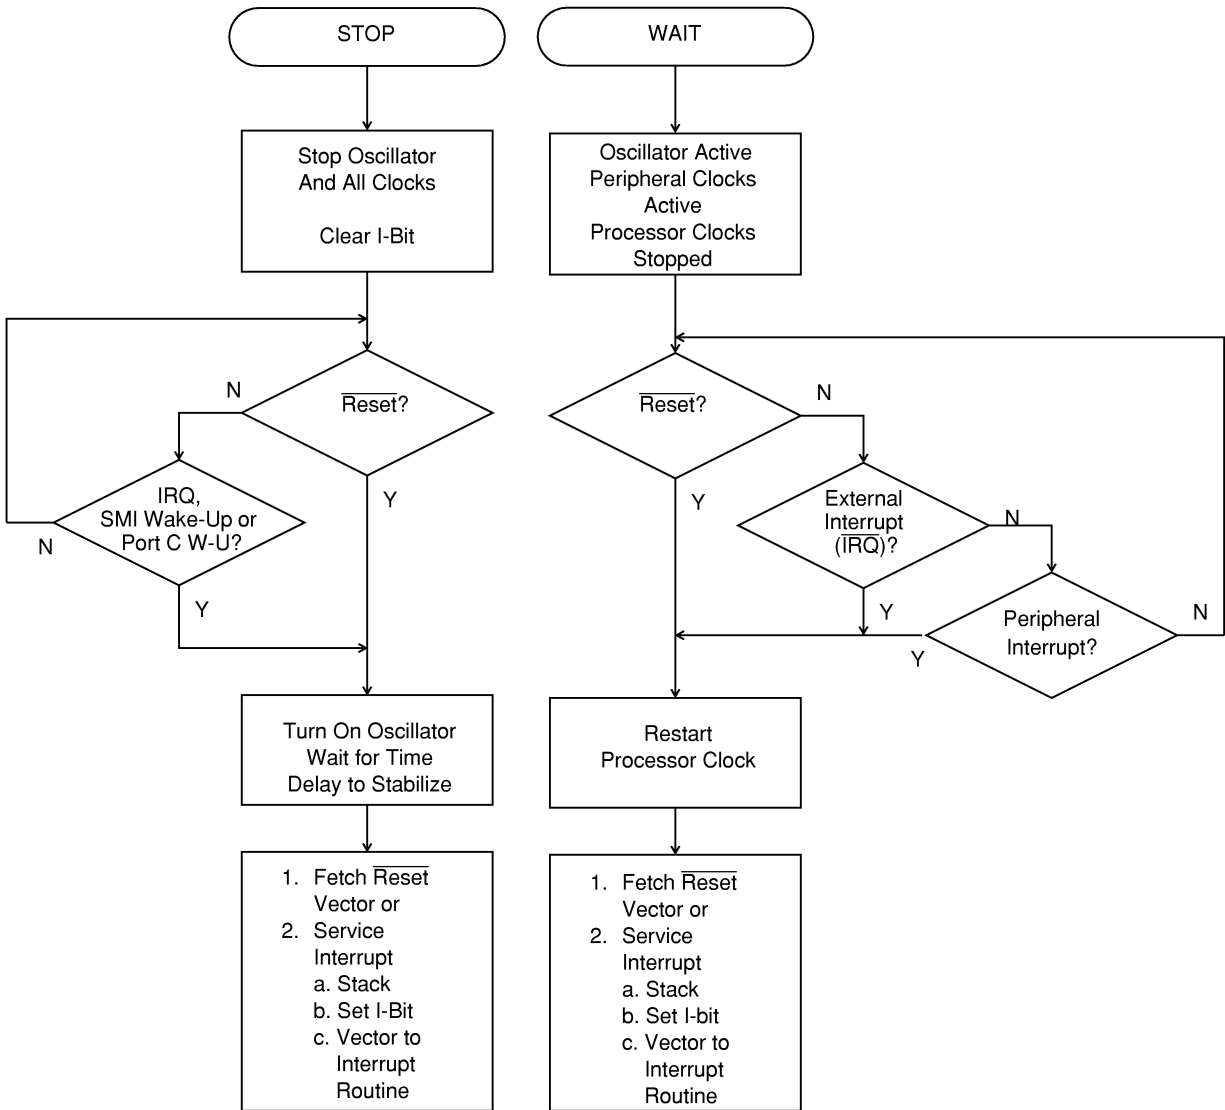 STOP
Stop Oscillator
And All Clocks
Clear I-Bit
Reset?
N
Y
IRQ,
SMI Wake-Up or
Port C W-U?
N
Y
Turn On Oscillator
Wait for Time
Delay to Stabilize
1. Fetch Reset
Vector or
2. Service
Interrupt
a. Stack
b. Set I-Bit
c. Vector to
Interrupt
Routine
WAIT
Oscillator Active
Peripheral Clocks
Active
Processor Clocks
Stopped
Reset?
N
Y
External
Interrupt
(IRQ)?
N
Y
Peripheral
Interrupt?
N
Y
Restart
Processor Clock
1. Fetch Reset
Vector or
2. Service
Interrupt
a. Stack
b. Set I-bit
c. Vector to
Interrupt
Routine